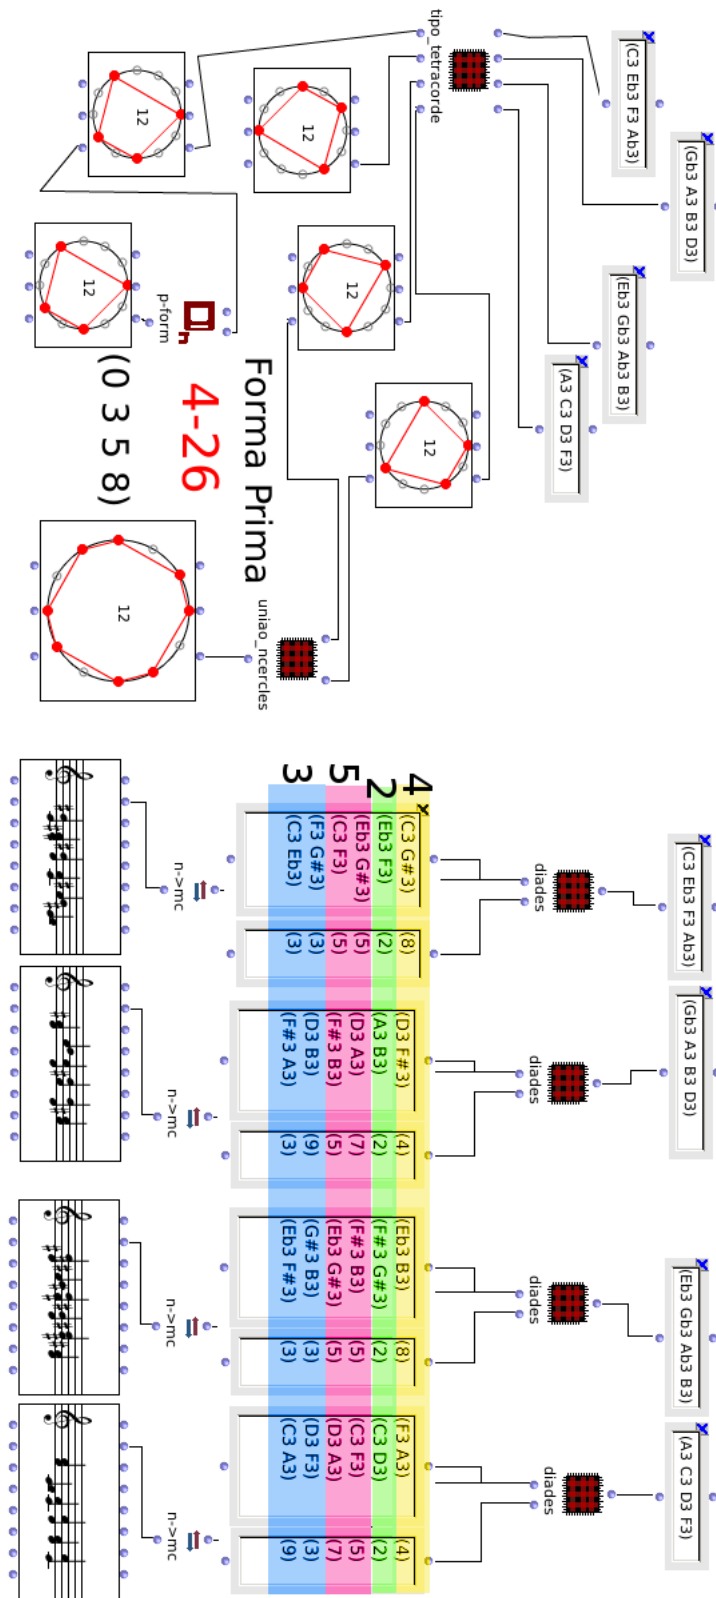 (C3 Eb3 F3 Ab3)
(Gb3 A3 B3 D3)
(Eb3 Gb3 Ab3 B3)
(A3 C3 D3 F3)
tipo_tetracorde
12
12
12
12
12
p-form
Forma Prima
4-26
(0 3 5 8)
uniao_ncercles
12
(C3 Eb3 F3 Ab3)
(Gb3 A3 B3 D3)
(Eb3 Gb3 Ab3 B3)
(A3 C3 D3 F3)
diades
diades
diades
diades
4
2
5
3
(C3 G#3)
(Eb3 F3)
(Eb3 G#3)
(C3 F3)
(F3 G#3)
(C3 Eb3)
(8)
(2)
(5)
(5)
(3)
(3)
(D3 F#3)
(A3 B3)
(D3 A3)
(F#3 B3)
(D3 B3)
(F#3 A3)
(4)
(2)
(7)
(5)
(9)
(3)
(Eb3 B3)
(F#3 G#3)
(F#3 B3)
(Eb3 G#3)
(G#3 B3)
(Eb3 F#3)
(8)
(2)
(5)
(5)
(3)
(3)
(F3 A3)
(C3 D3)
(C3 F3)
(D3 A3)
(D3 F3)
(C3 A3)
(4)
(2)
(5)
(7)
(3)
(9)
n->mc
n->mc
n->mc
n->mc